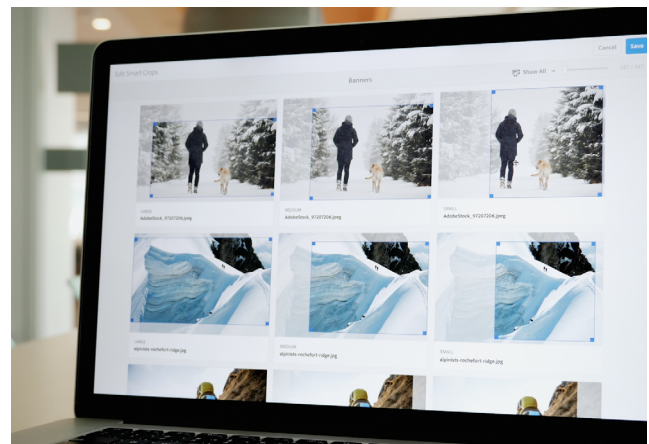 Edit Smart Crops
Banners
Show All
Cancel
Save
LARGE
AdobeStock_97207206.jpeg
MEDIUM
AdobeStock_97207206.jpeg
SMALL
AdobeStock_97207206.jpeg
LARGE
alpinists-rochefort-ridge.jpg
MEDIUM
alpinists-rochefort-ridge.jpg
SMALL
alpinists-rochefort-ridge.jpg